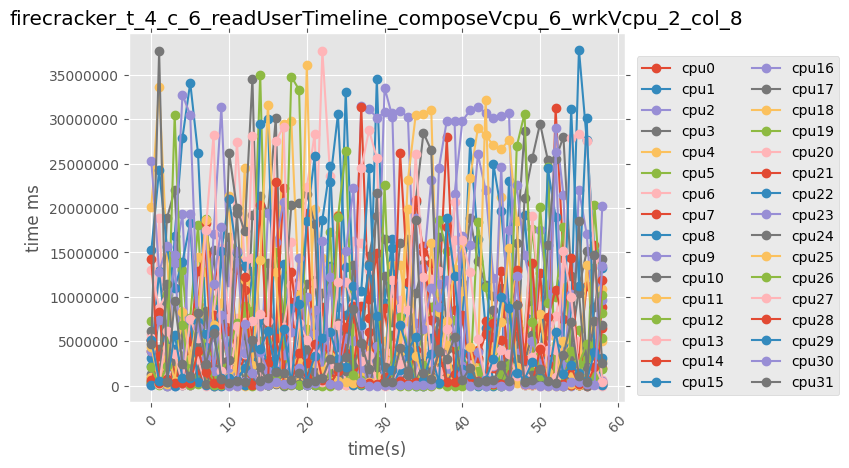 firecracker_t_4_c_6_readUserTimeline_composeVcpu_6_wrkVcpu_2_col_8
time ms
35000000
30000000
25000000
20000000
15000000
10000000
5000000
0
0
10
20
30
40
50
60
time(s)
cpu0
cpu1
cpu2
cpu3
cpu4
cpu5
cpu6
cpu7
cpu8
cpu9
cpu10
cpu11
cpu12
cpu13
cpu14
cpu15
cpu16
cpu17
cpu18
cpu19
cpu20
cpu21
cpu22
cpu23
cpu24
cpu25
cpu26
cpu27
cpu28
cpu29
cpu30
cpu31